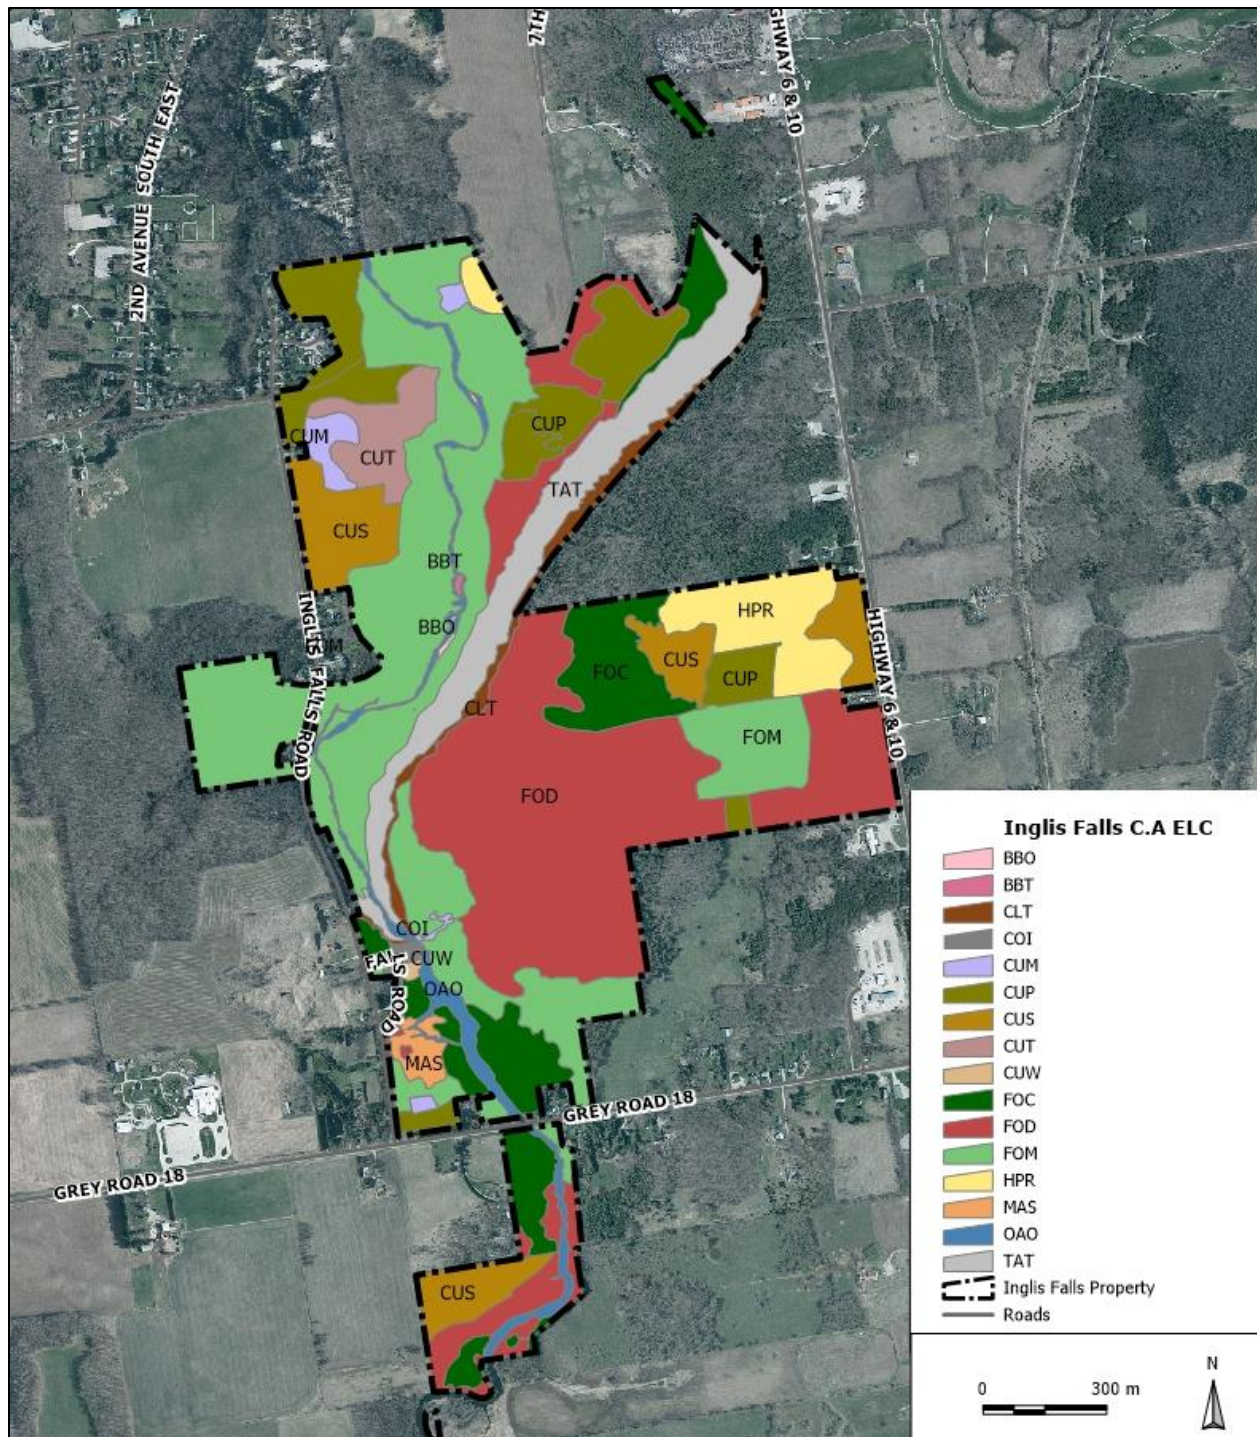 7TH
HIGHWAY 6 & 10
2ND AVENUE SOUTH EAST
CUP
CUM
CUT
TAT
CUS
BBT
HPR
BBO
INGLIS FALLS ROAD
CUS
FOC
CUP
HIGHWAY 6 & 10
CLT
FOM
FOD
COI
CUW
FALLS ROAD
OAO
MAS
GREY ROAD 18
GREY ROAD 18
CUS
Inglis Falls C.A ELC
BBO
BBT
CLT
COI
CUM
CUP
CUS
CUT
CUW
FOC
FOD
FOM
HPR
MAS
OAO
TAT
Inglis Falls Property
Roads
0 300 m
N